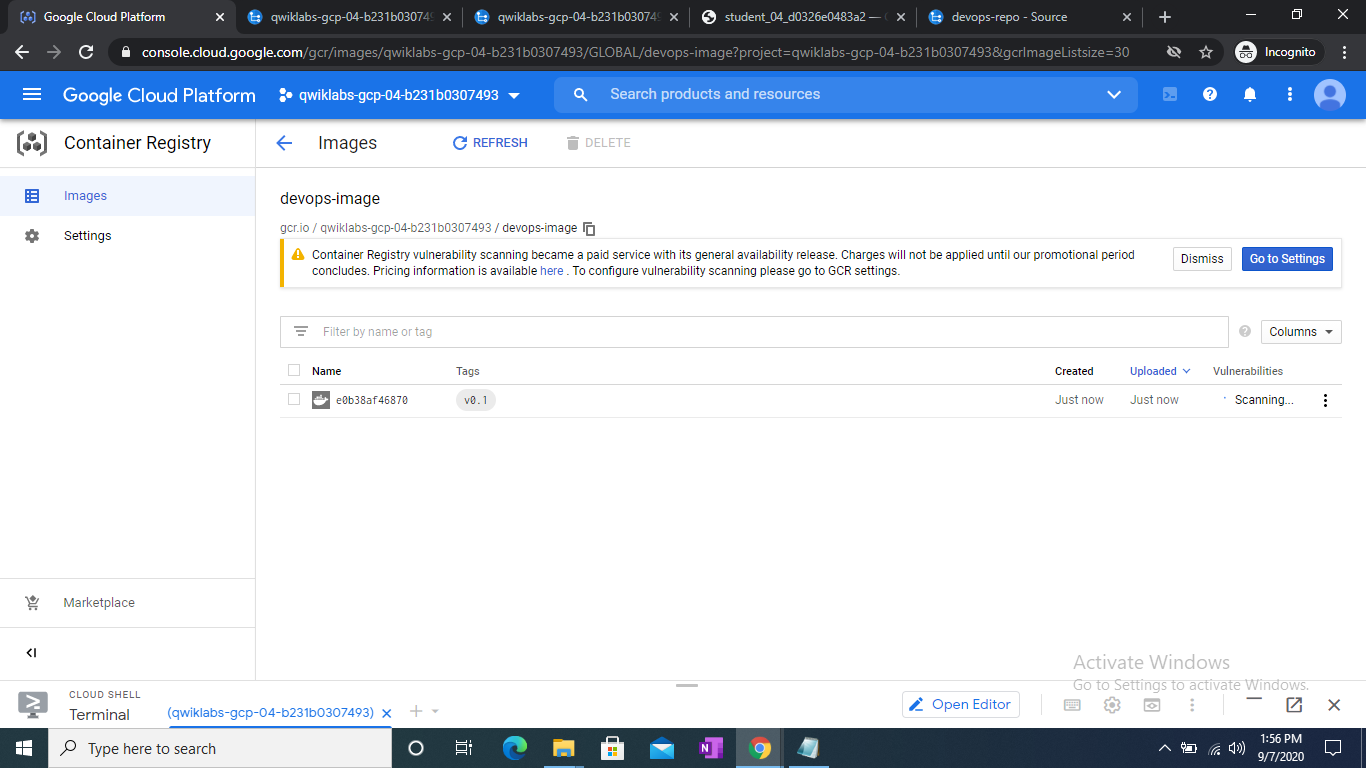 Google Cloud Platform
qwiklabs-gcp-04-b231b030749
qwiklabs-gcp-04-b231b030749
student_04_d0326e0483a2 —
devops-repo - Source
console.cloud.google.com/gcr/images/qwiklabs-gcp-04-b231b0307493/GLOBAL/devops-image?project=qwiklabs-gcp-04-b231b0307493&gcrImageListsize=30
Incognito
Google Cloud Platform
qwiklabs-gcp-04-b231b0307493
Search products and resources
Container Registry
Images
REFRESH
DELETE
Images
Settings
devops-image
gcr.io / qwiklabs-gcp-04-b231b0307493 / devops-image
Container Registry vulnerability scanning became a paid service with its general availability release. Charges will not be applied until our promotional period
concludes. Pricing information is available here . To configure vulnerability scanning please go to GCR settings.
Dismiss
Go to Settings
Filter by name or tag
Columns
Name Tags Created Uploaded Vulnerabilities
e0b38af46870 v0.1 Just now Just now Scanning...
Marketplace
Activate Windows
Go to Settings to activate Windows.
CLOUD SHELL
Terminal
(qwiklabs-gcp-04-b231b0307493)
Open Editor
Type here to search
1:56 PM
9/7/2020